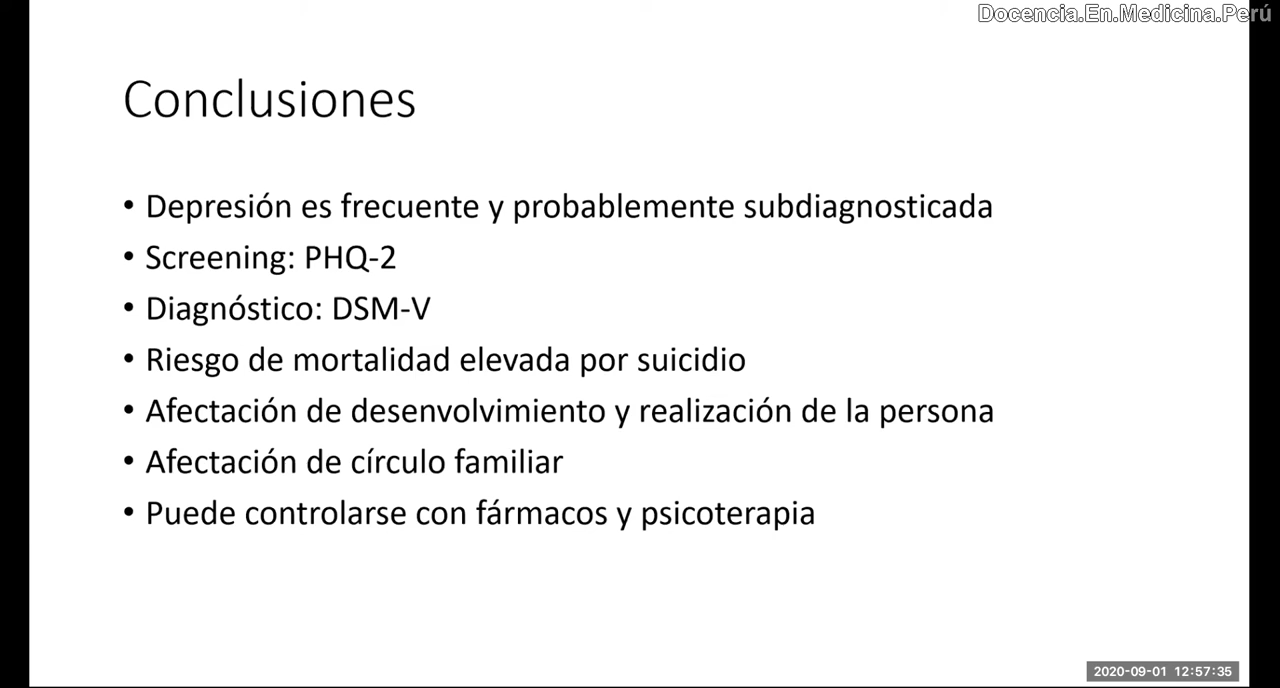 Docencia.En.Medicina.Perú
Conclusiones
• Depresión es frecuente y probablemente subdiagnosticada
• Screening: PHQ-2
• Diagnóstico: DSM-V
• Riesgo de mortalidad elevada por suicidio
• Afectación de desenvolvimiento y realización de la persona
• Afectación de círculo familiar
• Puede controlarse con fármacos y psicoterapia
2020-09-01 12:57:35